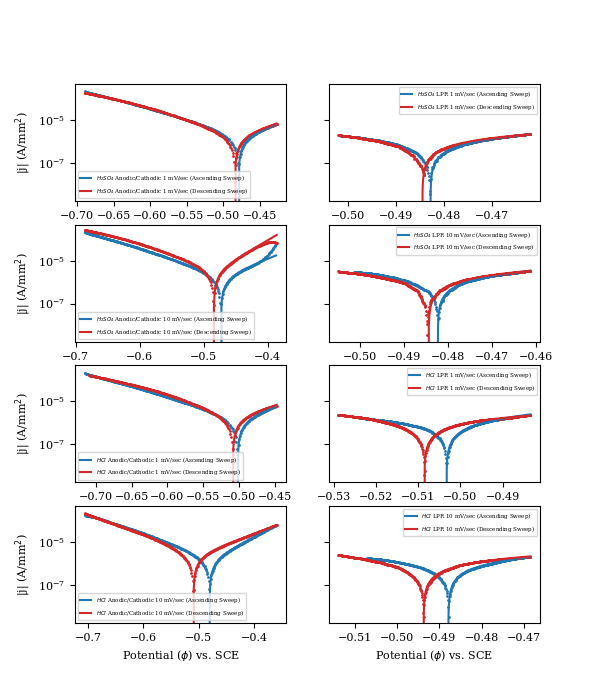 |j| (A/mm²)
10⁻⁵
10⁻⁷
H₂SO₄ Anodic/Cathodic 1 mV/sec (Ascending Sweep)
H₂SO₄ Anodic/Cathodic 1 mV/sec (Descending Sweep)
−0.70 −0.65 −0.60 −0.55 −0.50 −0.45
H₂SO₄ LPR 1 mV/sec (Ascending Sweep)
H₂SO₄ LPR 1 mV/sec (Descending Sweep)
−0.50 −0.49 −0.48 −0.47
|j| (A/mm²)
10⁻⁵
10⁻⁷
H₂SO₄ Anodic/Cathodic 10 mV/sec (Ascending Sweep)
H₂SO₄ Anodic/Cathodic 10 mV/sec (Descending Sweep)
−0.7 −0.6 −0.5 −0.4
H₂SO₄ LPR 10 mV/sec (Ascending Sweep)
H₂SO₄ LPR 10 mV/sec (Descending Sweep)
−0.50 −0.49 −0.48 −0.47 −0.46
|j| (A/mm²)
10⁻⁵
10⁻⁷
HCl Anodic/Cathodic 1 mV/sec (Ascending Sweep)
HCl Anodic/Cathodic 1 mV/sec (Descending Sweep)
−0.70 −0.65 −0.60 −0.55 −0.50 −0.45
HCl LPR 1 mV/sec (Ascending Sweep)
HCl LPR 1 mV/sec (Descending Sweep)
−0.53 −0.52 −0.51 −0.50 −0.49
|j| (A/mm²)
10⁻⁵
10⁻⁷
HCl Anodic/Cathodic 10 mV/sec (Ascending Sweep)
HCl Anodic/Cathodic 10 mV/sec (Descending Sweep)
−0.7 −0.6 −0.5 −0.4
Potential (ϕ) vs. SCE
HCl LPR 10 mV/sec (Ascending Sweep)
HCl LPR 10 mV/sec (Descending Sweep)
−0.51 −0.50 −0.49 −0.48 −0.47
Potential (ϕ) vs. SCE